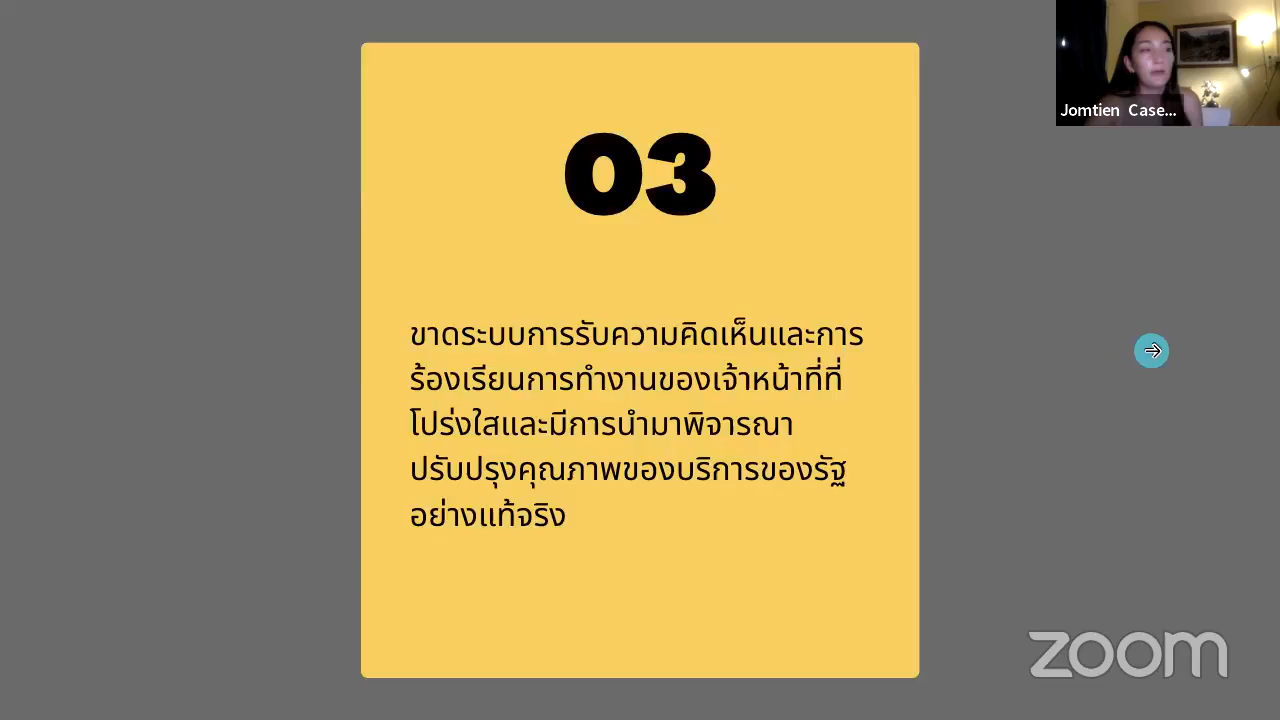 Jomtien Case...
03
ขาดระบบการรับความคิดเห็นและการ
ร้องเรียนการทำงานของเจ้าหน้าที่ที่
โปร่งใสและมีการนำมาพิจารณา
ปรับปรุงคุณภาพของบริการของรัฐ
อย่างแท้จริง
zoom